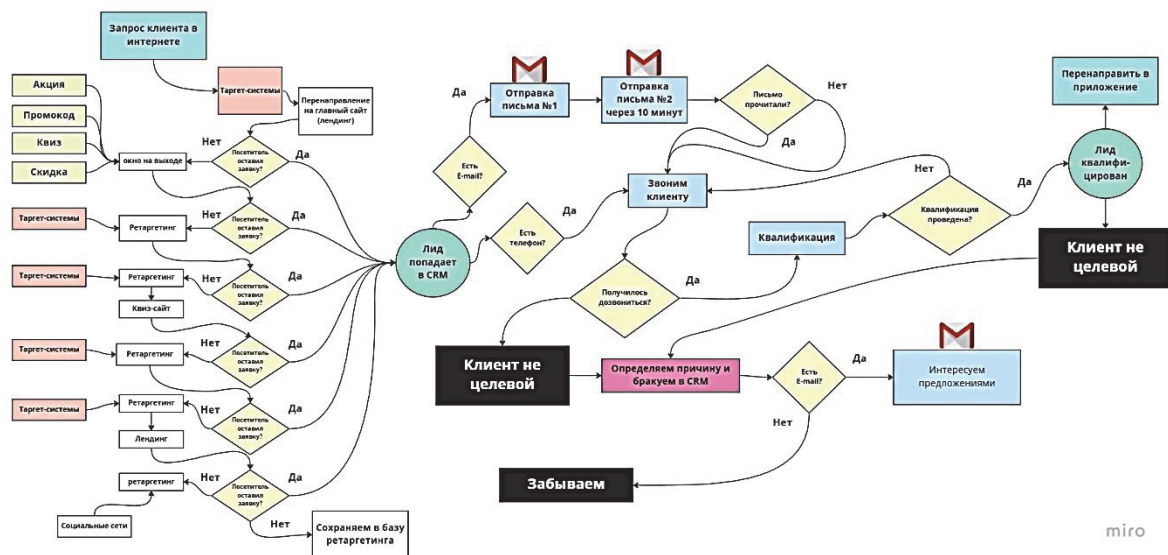 Запрос клиента в
интернете
Таргет-системы
Перенаправление
на главный сайт
(лендинг)
Акция
Промокод
Квиз
Скидка
окно на выходе
Нет
Посетитель
оставил
заявку?
Да
Таргет-системы
Ретаргетинг
Нет
Посетитель
оставил
заявку?
Да
Таргет-системы
Ретаргетинг
Нет
Посетитель
оставил
заявку?
Да
Квиз-сайт
Таргет-системы
Ретаргетинг
Нет
Посетитель
оставил
заявку?
Да
Таргет-системы
Ретаргетинг
Нет
Посетитель
оставил
заявку?
Да
Лендинг
ретаргетинг
Нет
Посетитель
оставил
заявку?
Да
Социальные сети
Нет
Сохраняем в базу
ретаргетинга
Лид
попадает
в CRM
Есть
E-mail?
Да
Отправка
письма №1
Отправка
письма №2
через 10 минут
Письмо
прочитали?
Нет
Да
Есть
телефон?
Да
Звоним
клиенту
Получилось
дозвониться?
Да
Квалификация
Квалификация
проведена?
Нет
Да
Лид
квалифи-
цирован
Перенаправить в
приложение
Клиент не
целевой
Клиент не
целевой
Определяем причину и
бракуем в CRM
Есть
E-mail?
Да
Интересуем
предложениями
Нет
Забываем
miro